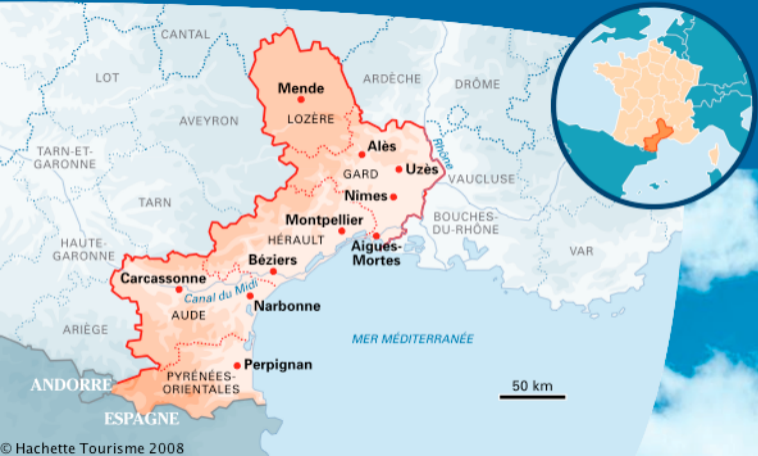 CANTAL
LOT
ARDÈCHE
DRÔME
Mende
LOZÈRE
AVEYRON
TARN-ET-
GARONNE
Alès
Rhône
Uzès
GARD
VAUCLUSE
TARN
Nimes
Montpellier
BOUCHES-
DU-RHÔNE
HÉRAULT
Aigues-
Mortes
HAUTE-
GARONNE
VAR
Béziers
Carcassonne
Canal du Midi
Narbonne
AUDE
ARIÈGE
MER MÉDITERRANÉE
Perpignan
PYRÉNÉES-
ORIENTALES
ANDORRE
50 km
ESPAGNE
© Hachette Tourisme 2008